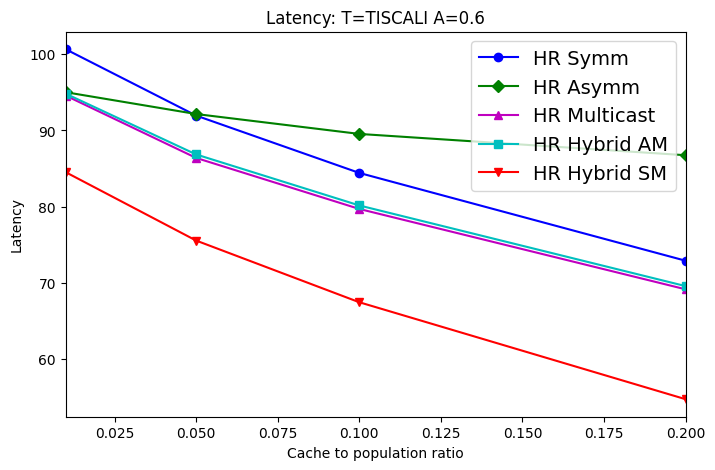 Latency: T=TISCALI A=0.6
HR Symm
HR Asymm
HR Multicast
HR Hybrid AM
HR Hybrid SM
Latency
100
90
80
70
60
0.025
0.050
0.075
0.100
0.125
0.150
0.175
0.200
Cache to population ratio